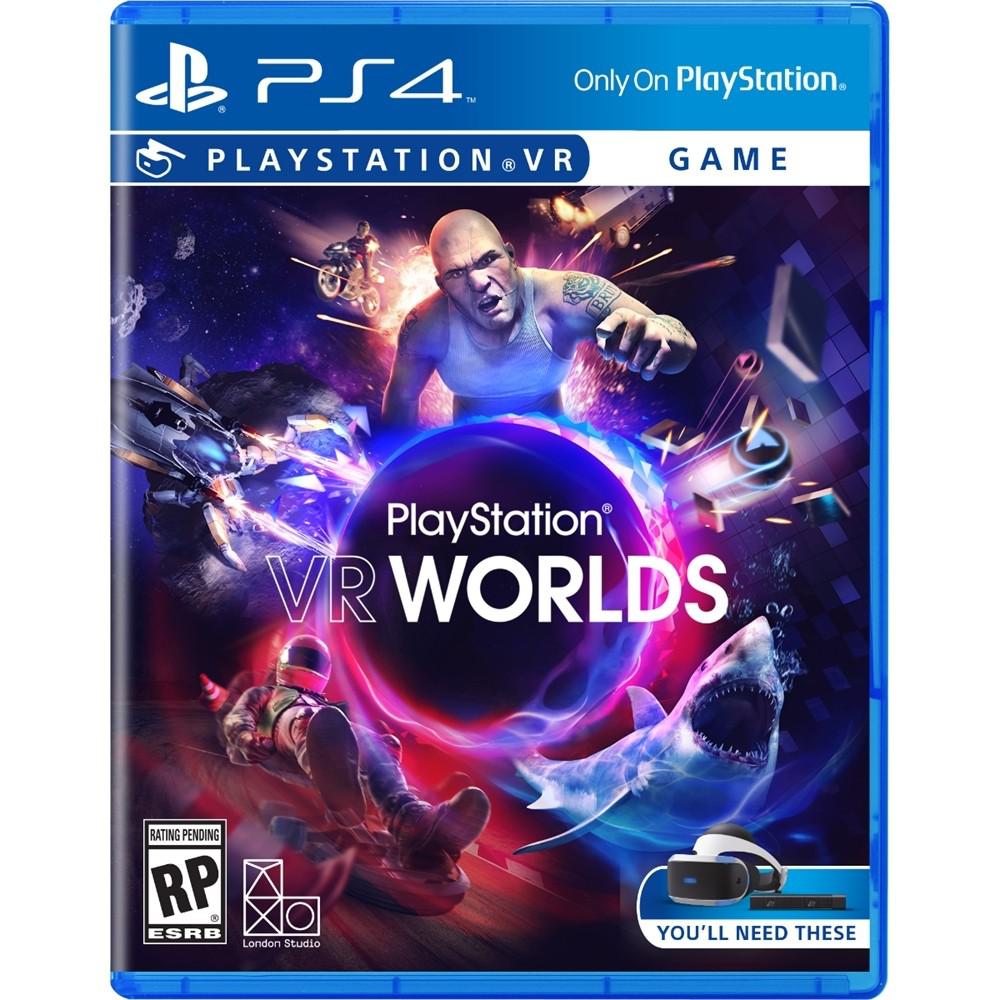 PS4™
Only On PlayStation®
PLAYSTATION®VR
GAME
PlayStation®
VR WORLDS
RATING PENDING
RP
®
ESRB
London Studio
YOU'LL NEED THESE